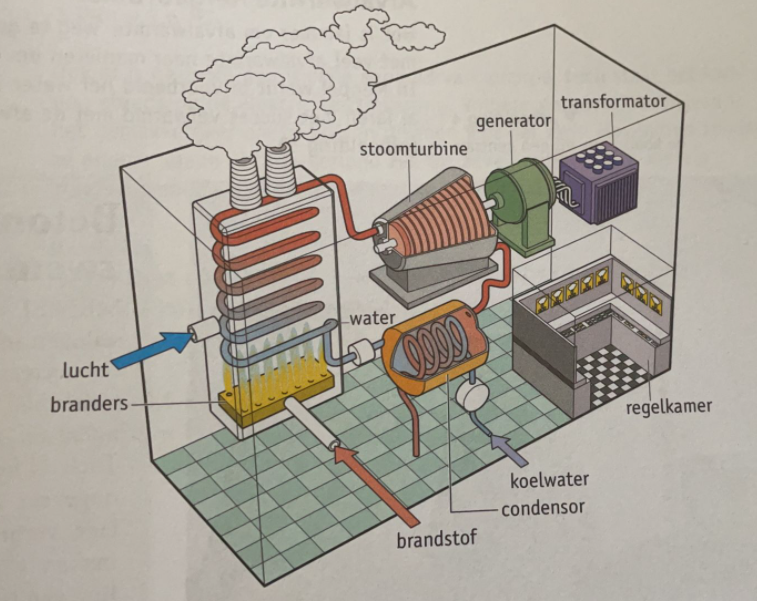 transformator
generator
stoomturbine
water
lucht
branders
regelkamer
koelwater
condensor
brandstof